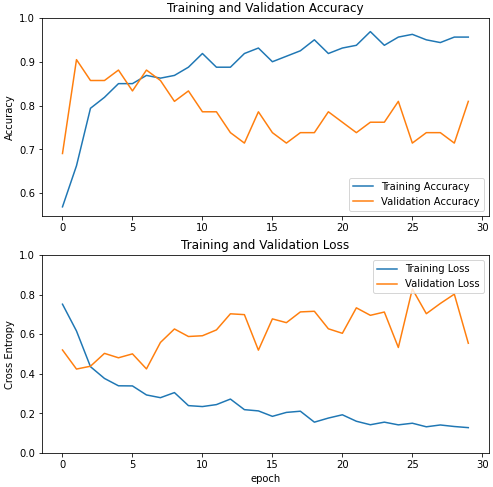 Training and Validation Accuracy
1.0
0.9
0.8
0.7
0.6
Accuracy
Training Accuracy
Validation Accuracy
0 5 10 15 20 25 30
Training and Validation Loss
1.0
0.8
0.6
0.4
0.2
0.0
Cross Entropy
Training Loss
Validation Loss
0 5 10 15 20 25 30
epoch